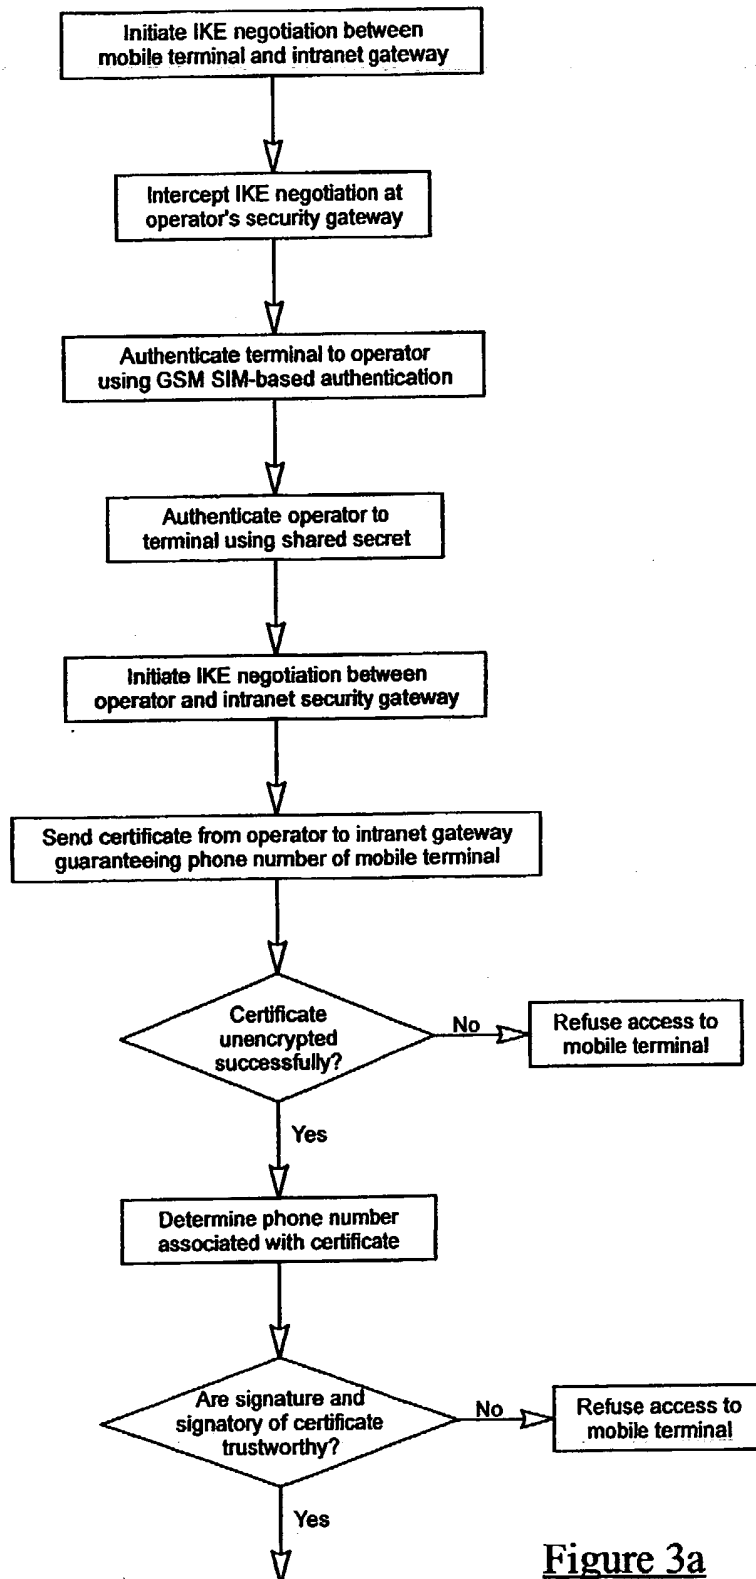 Initiate IKE negotiation between
mobile terminal and intranet gateway
Intercept IKE negotiation at
operator's security gateway
Authenticate terminal to operator
using GSM SIM-based authentication
Authenticate operator to
terminal using shared secret
Initiate IKE negotiation between
operator and intranet security gateway
Send certificate from operator to intranet gateway
guaranteeing phone number of mobile terminal
Certificate
unencrypted
successfully?
No
Refuse access to
mobile terminal
Yes
Determine phone number
associated with certificate
Are signature and
signatory of certificate
trustworthy?
No
Refuse access to
mobile terminal
Yes
Figure 3a